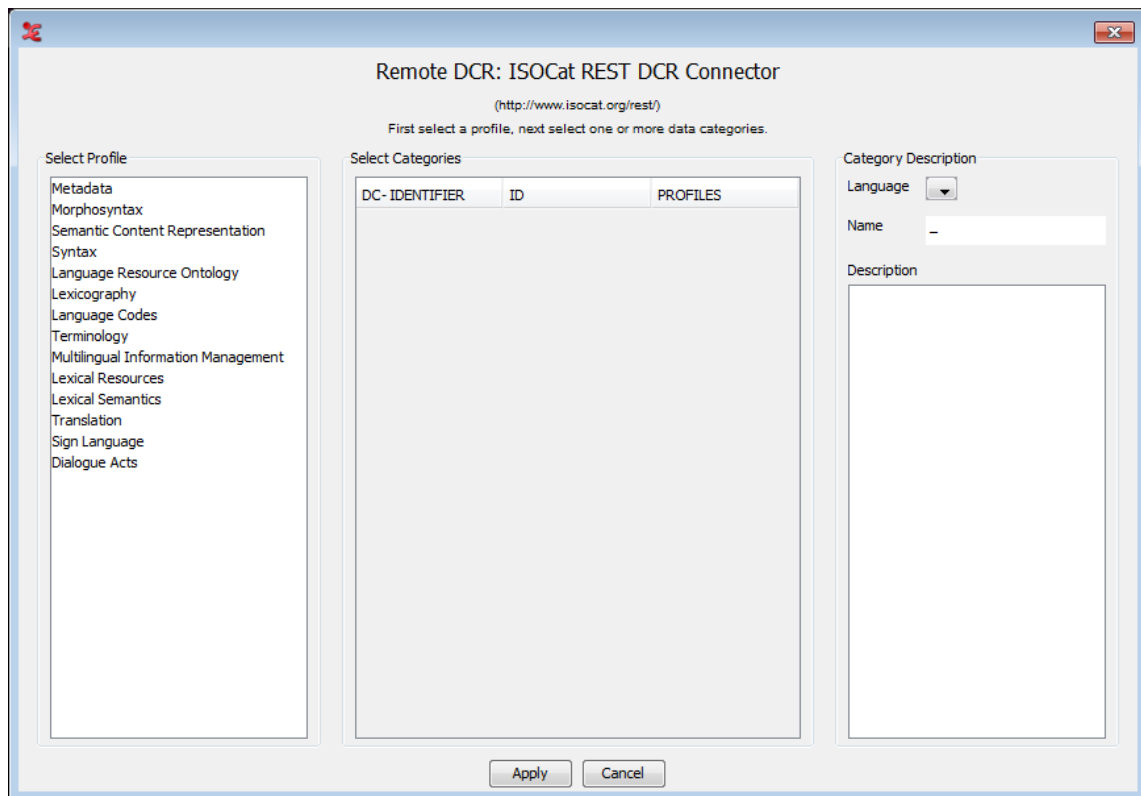 Remote DCR: ISOCat REST DCR Connector
(http://www.isocat.org/rest/)
First select a profile, next select one or more data categories.
Select Profile
Metadata
Morphosyntax
Semantic Content Representation
Syntax
Language Resource Ontology
Lexicography
Language Codes
Terminology
Multilingual Information Management
Lexical Resources
Lexical Semantics
Translation
Sign Language
Dialogue Acts
Select Categories
DC- IDENTIFIER ID PROFILES
Category Description
Language
Name _
Description
Apply Cancel